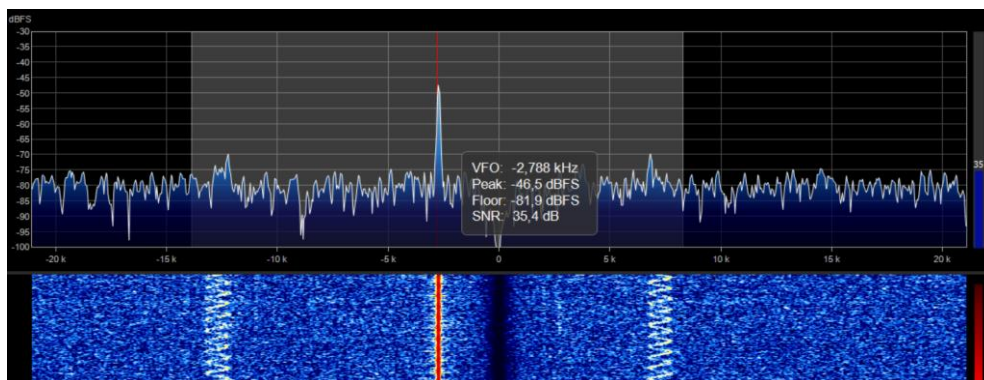 dBFS
-30
-35
-40
-45
-50
-55
-60
-65
-70
-75
-80
-85
-90
-95
-100
VFO: -2,788 kHz
Peak: -46,5 dBFS
Floor: -81,9 dBFS
SNR: 35,4 dB
35
-20 k -15 k -10 k -5 k 0 5 k 10 k 15 k 20 k